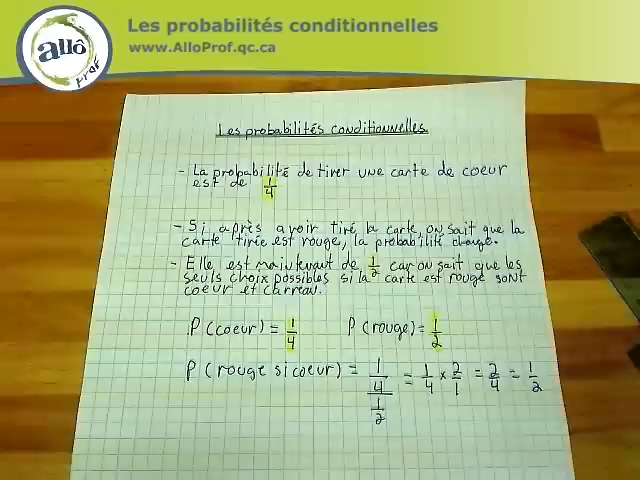 Les probabilités conditionnelles
www.AlloProf.qc.ca
allô
prof
Les probabilités conditionnelles
- La probabilité de tirer une carte de coeur
est de 1/4
- Si après avoir tiré la carte, on sait que la
carte tirée est rouge, la probabilité change.
- Elle est maintenant de 1/2 car on sait que les
seuls choix possibles si la carte est rouge sont
coeur et carreau.
P(coeur) = 1/4 P(rouge) = 1/2
P(rouge si coeur) = (1/4)/(1/2) = 1/4 × 2/1 = 2/4 = 1/2